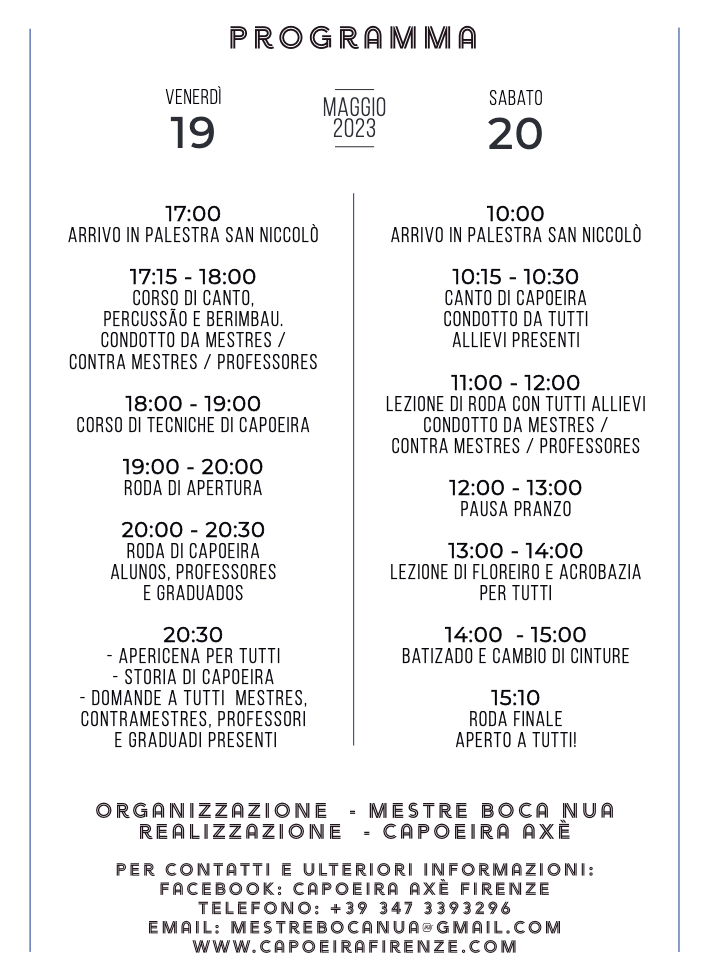 PROGRAMMA
VENERDÌ
19
MAGGIO
2023
SABATO
20
17:00
ARRIVO IN PALESTRA SAN NICCOLÒ
17:15 - 18:00
CORSO DI CANTO,
PERCUSSÃO E BERIMBAU.
CONDOTTO DA MESTRES /
CONTRA MESTRES / PROFESSORES
18:00 - 19:00
CORSO DI TECNICHE DI CAPOEIRA
19:00 - 20:00
RODA DI APERTURA
20:00 - 20:30
RODA DI CAPOEIRA
ALUNOS, PROFESSORES
E GRADUADOS
20:30
- APERICENA PER TUTTI
- STORIA DI CAPOEIRA
- DOMANDE A TUTTI MESTRES,
CONTRAMESTRES, PROFESSORI
E GRADUADI PRESENTI
10:00
ARRIVO IN PALESTRA SAN NICCOLÒ
10:15 - 10:30
CANTO DI CAPOEIRA
CONDOTTO DA TUTTI
ALLIEVI PRESENTI
11:00 - 12:00
LEZIONE DI RODA CON TUTTI ALLIEVI
CONDOTTO DA MESTRES /
CONTRA MESTRES / PROFESSORES
12:00 - 13:00
PAUSA PRANZO
13:00 - 14:00
LEZIONE DI FLOREIRO E ACROBAZIA
PER TUTTI
14:00 - 15:00
BATIZADO E CAMBIO DI CINTURE
15:10
RODA FINALE
APERTO A TUTTI!
ORGANIZZAZIONE - MESTRE BOCA NUA
REALIZZAZIONE - CAPOEIRA AXÈ
PER CONTATTI E ULTERIORI INFORMAZIONI:
FACEBOOK: CAPOEIRA AXÈ FIRENZE
TELEFONO: +39 347 3393296
EMAIL: MESTREBOCANUA@GMAIL.COM
WWW.CAPOEIRAFIRENZE.COM